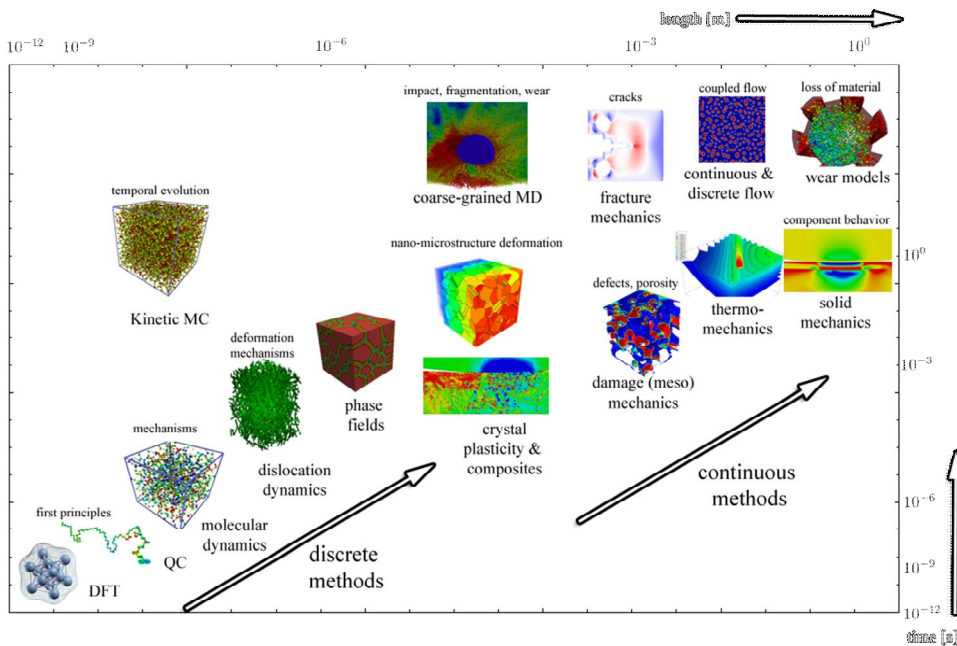 length [m]
10^-12
10^-9
10^-6
10^-3
10^0
impact, fragmentation, wear
coarse-grained MD
cracks
fracture
mechanics
coupled flow
continuous &
discrete flow
loss of material
wear models
temporal evolution
Kinetic MC
nano-microstructure deformation
component behavior
solid
mechanics
thermo-
mechanics
defects, porosity
damage (meso)
mechanics
10^0
deformation
mechanisms
dislocation
dynamics
phase
fields
crystal
plasticity &
composites
10^-3
mechanisms
molecular
dynamics
continuous
methods
10^-6
first principles
DFT
QC
discrete
methods
10^-9
10^-12
time [s]